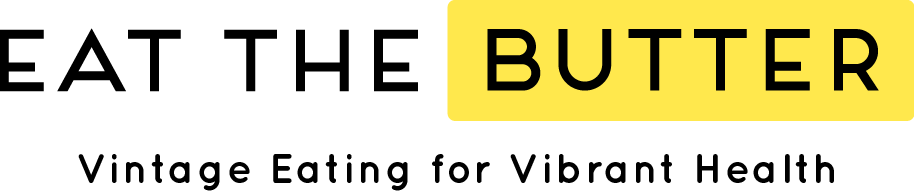 EAT THE BUTTER
Vintage Eating for Vibrant Health